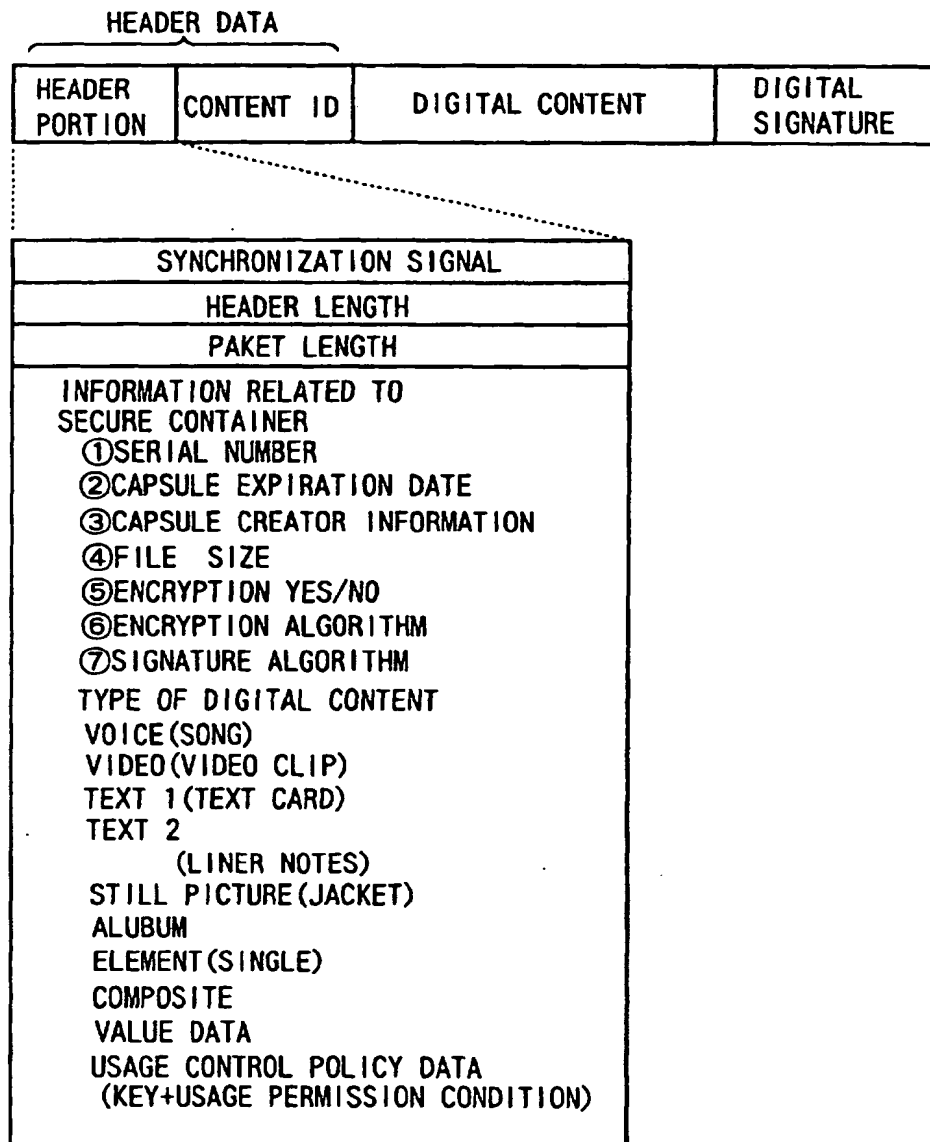 HEADER DATA
HEADER PORTION
CONTENT ID
DIGITAL CONTENT
DIGITAL SIGNATURE
SYNCHRONIZATION SIGNAL
HEADER LENGTH
PAKET LENGTH
INFORMATION RELATED TO
SECURE CONTAINER
①SERIAL NUMBER
②CAPSULE EXPIRATION DATE
③CAPSULE CREATOR INFORMATION
④FILE SIZE
⑤ENCRYPTION YES/NO
⑥ENCRYPTION ALGORITHM
⑦SIGNATURE ALGORITHM
TYPE OF DIGITAL CONTENT
VOICE(SONG)
VIDEO(VIDEO CLIP)
TEXT 1(TEXT CARD)
TEXT 2
(LINER NOTES)
STILL PICTURE(JACKET)
ALUBUM
ELEMENT(SINGLE)
COMPOSITE
VALUE DATA
USAGE CONTROL POLICY DATA
(KEY+USAGE PERMISSION CONDITION)